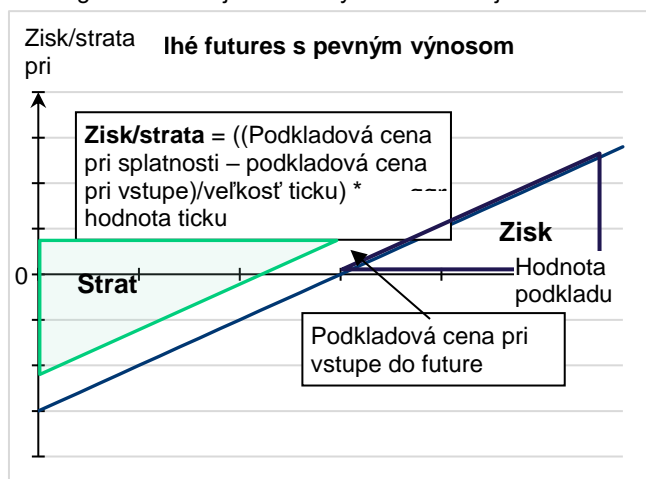 Zisk/strata
pri
lhé futures s pevným výnosom
Zisk/strata = ((Podkladová cena
pri splatnosti – podkladová cena
pri vstupe)/veľkosť ticku) *
hodnota ticku
Zisk
0
Strat
Hodnota
podkladu
Podkladová cena pri
vstupe do future